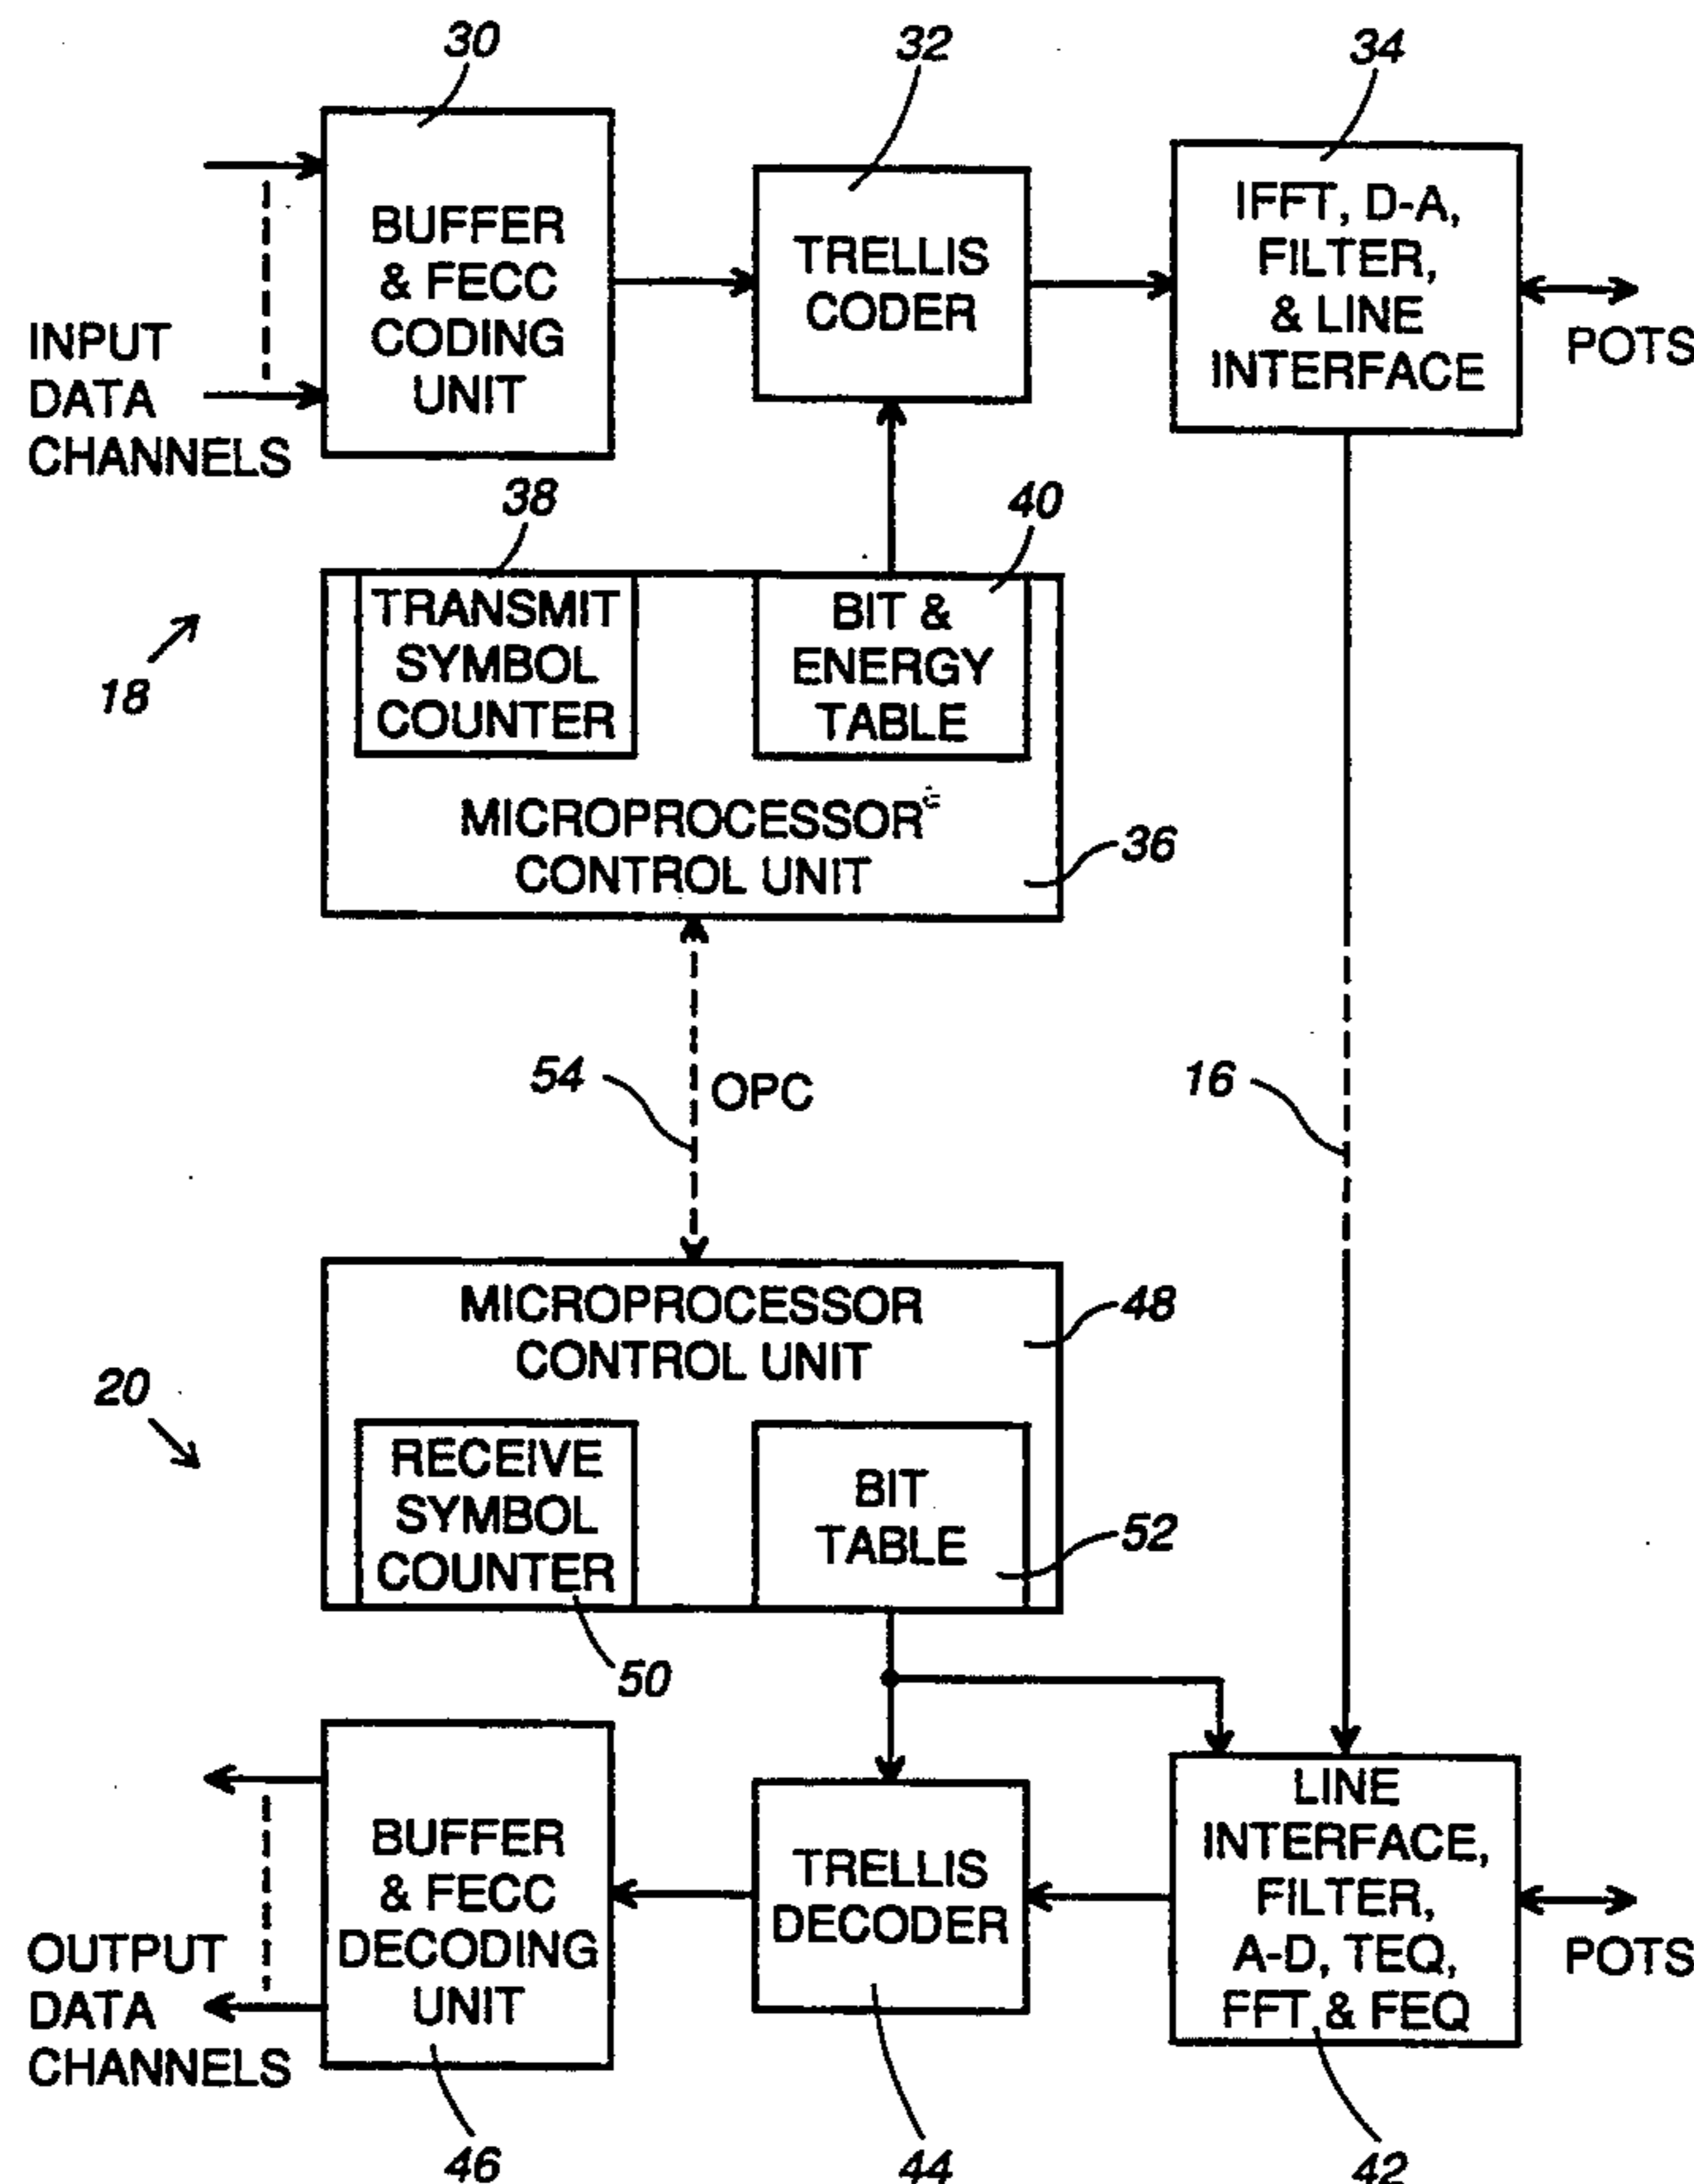 30
32
34
BUFFER
& FECC
CODING
UNIT
TRELLIS
CODER
IFFT, D-A,
FILTER,
& LINE
INTERFACE
INPUT
DATA
CHANNELS
POTS
38
40
TRANSMIT
SYMBOL
COUNTER
BIT &
ENERGY
TABLE
18
MICROPROCESSOR
CONTROL UNIT
36
54
OPC
16
MICROPROCESSOR
CONTROL UNIT
48
20
RECEIVE
SYMBOL
COUNTER
BIT
TABLE
52
50
BUFFER
& FECC
DECODING
UNIT
TRELLIS
DECODER
LINE
INTERFACE,
FILTER,
A-D, TEQ,
FFT & FEQ
OUTPUT
DATA
CHANNELS
POTS
46
44
42